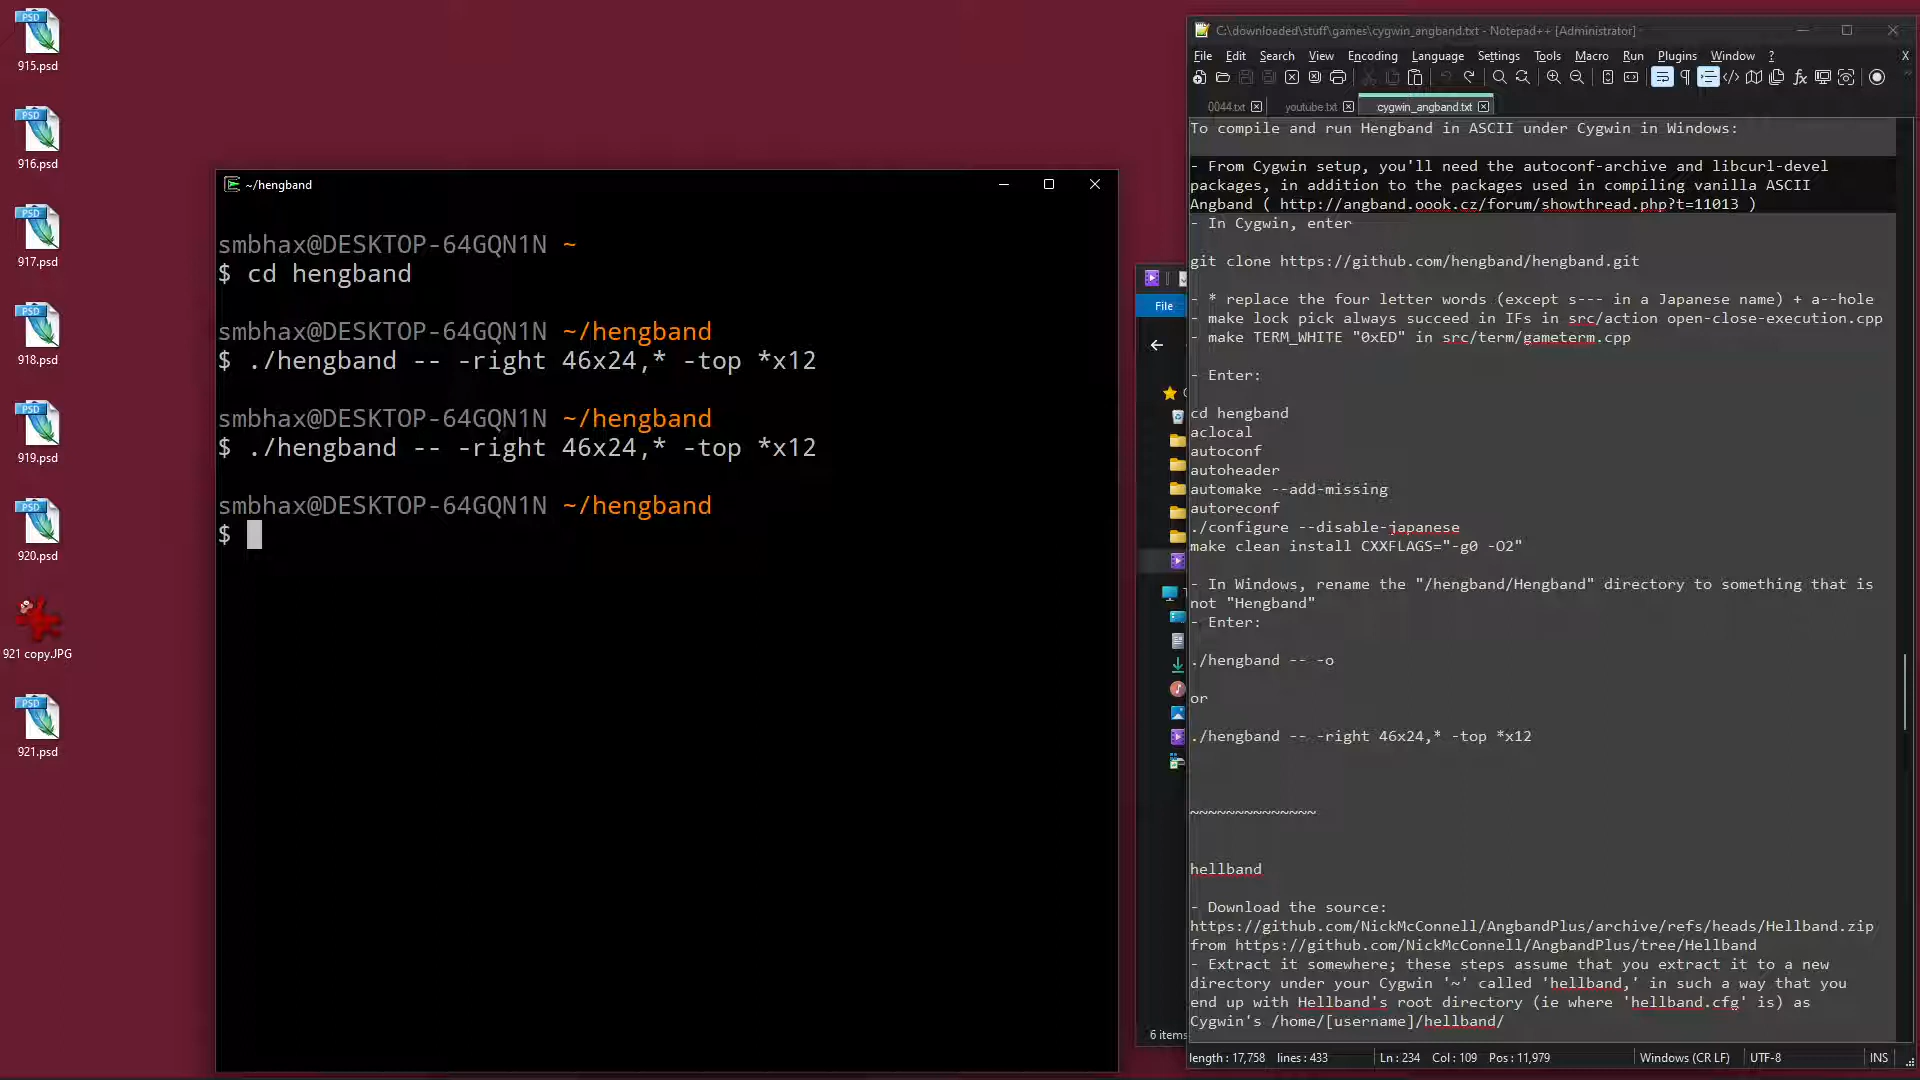 915.psd
916.psd
917.psd
918.psd
919.psd
920.psd
921 copy.JPG
921.psd
~/hengband
smbhax@DESKTOP-64GQN1N ~
$ cd hengband
smbhax@DESKTOP-64GQN1N ~/hengband
$ ./hengband -- -right 46x24,* -top *x12
smbhax@DESKTOP-64GQN1N ~/hengband
$ ./hengband -- -right 46x24,* -top *x12
smbhax@DESKTOP-64GQN1N ~/hengband
$
File
6 items
C:\downloaded\stuff\games\cygwin_angband.txt - Notepad++ [Administrator]
File Edit Search View Encoding Language Settings Tools Macro Run Plugins Window ? X
0044.txt youtube.txt cygwin_angband.txt
To compile and run Hengband in ASCII under Cygwin in Windows:
- From Cygwin setup, you'll need the autoconf-archive and libcurl-devel
packages, in addition to the packages used in compiling vanilla ASCII
Angband ( http://angband.oook.cz/forum/showthread.php?t=11013 )
- In Cygwin, enter
git clone https://github.com/hengband/hengband.git
- * replace the four letter words (except s--- in a Japanese name) + a--hole
- make lock pick always succeed in IFs in src/action open-close-execution.cpp
- make TERM_WHITE "0xED" in src/term/gameterm.cpp
- Enter:
cd hengband
aclocal
autoconf
autoheader
automake --add-missing
autoreconf
./configure --disable-japanese
make clean install CXXFLAGS="-g0 -O2"
- In Windows, rename the "/hengband/Hengband" directory to something that is
not "Hengband"
- Enter:
./hengband -- -o
or
./hengband -- -right 46x24,* -top *x12
~~~~~~~~~~~~~~
hellband
- Download the source:
https://github.com/NickMcConnell/AngbandPlus/archive/refs/heads/Hellband.zip
from https://github.com/NickMcConnell/AngbandPlus/tree/Hellband
- Extract it somewhere; these steps assume that you extract it to a new
directory under your Cygwin '~' called 'hellband,' in such a way that you
end up with Hellband's root directory (ie where 'hellband.cfg' is) as
Cygwin's /home/[username]/hellband/
length : 17,758 lines : 433 Ln : 234 Col : 109 Pos : 11,979 Windows (CR LF) UTF-8 INS